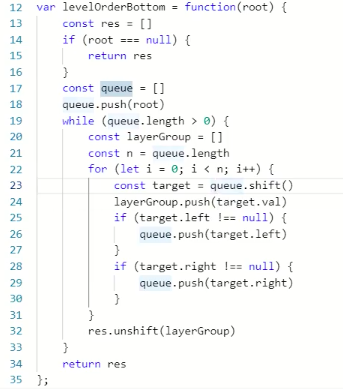 12 var levelOrderBottom = function(root) {
13     const res = []
14     if (root === null) {
15         return res
16     }
17     const queue = []
18     queue.push(root)
19     while (queue.length > 0) {
20         const layerGroup = []
21         const n = queue.length
22         for (let i = 0; i < n; i++) {
23             const target = queue.shift()
24             layerGroup.push(target.val)
25             if (target.left !== null) {
26                 queue.push(target.left)
27             }
28             if (target.right !== null) {
29                 queue.push(target.right)
30             }
31         }
32         res.unshift(layerGroup)
33     }
34     return res
35 };